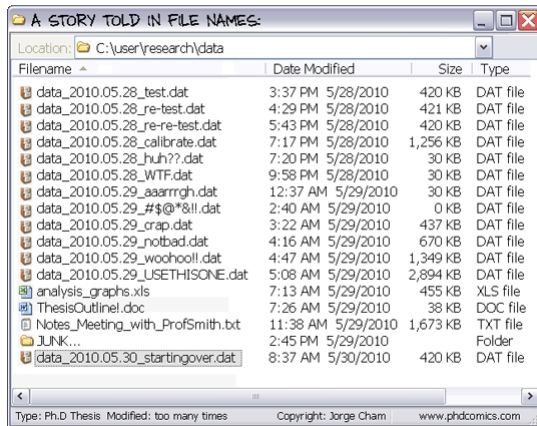 A STORY TOLD IN FILE NAMES:
Location: C:\user\research\data
Filename Date Modified Size Type
data_2010.05.28_test.dat 3:37 PM 5/28/2010 420 KB DAT file
data_2010.05.28_re-test.dat 4:29 PM 5/28/2010 421 KB DAT file
data_2010.05.28_re-re-test.dat 5:43 PM 5/28/2010 420 KB DAT file
data_2010.05.28_calibrate.dat 7:17 PM 5/28/2010 1,256 KB DAT file
data_2010.05.28_huh??.dat 7:20 PM 5/28/2010 30 KB DAT file
data_2010.05.28_WTF.dat 9:58 PM 5/28/2010 30 KB DAT file
data_2010.05.29_aaarrrgh.dat 12:37 AM 5/29/2010 30 KB DAT file
data_2010.05.29_#$@*&!!.dat 2:40 AM 5/29/2010 0 KB DAT file
data_2010.05.29_crap.dat 3:22 AM 5/29/2010 437 KB DAT file
data_2010.05.29_notbad.dat 4:16 AM 5/29/2010 670 KB DAT file
data_2010.05.29_woohoo!!.dat 4:47 AM 5/29/2010 1,349 KB DAT file
data_2010.05.29_USETHISONE.dat 5:08 AM 5/29/2010 2,894 KB DAT file
analysis_graphs.xls 7:13 AM 5/29/2010 455 KB XLS file
ThesisOutline!.doc 7:26 AM 5/29/2010 38 KB DOC file
Notes_Meeting_with_ProfSmith.txt 11:38 AM 5/29/2010 1,673 KB TXT file
JUNK... 2:45 PM 5/29/2010 Folder
data_2010.05.30_startingover.dat 8:37 AM 5/30/2010 420 KB DAT file
Type: Ph.D Thesis Modified: too many times Copyright: Jorge Cham www.phdcomics.com